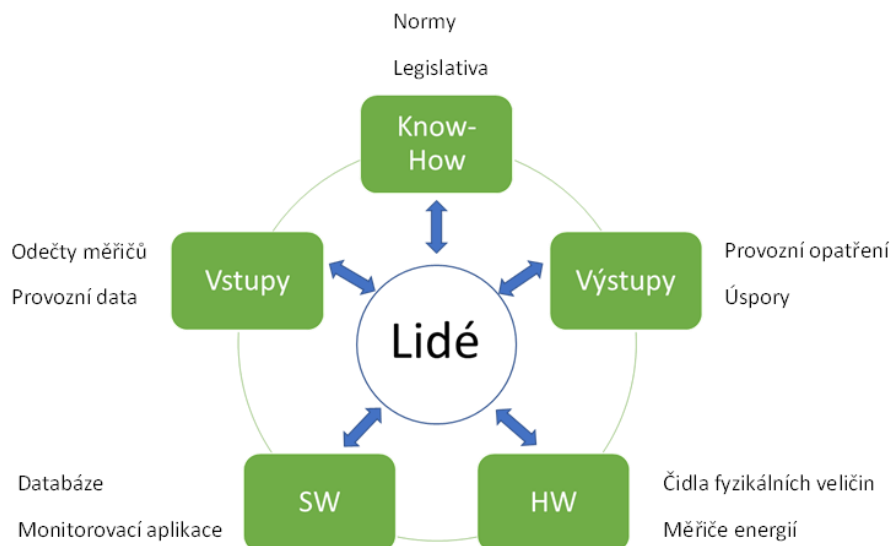 Normy
Legislativa
Know-
How
Odečty měřičů
Provozní data
Vstupy
Výstupy
Provozní opatření
Úspory
Lidé
Databáze
Monitorovací aplikace
SW
HW
Čidla fyzikálních veličin
Měřiče energií